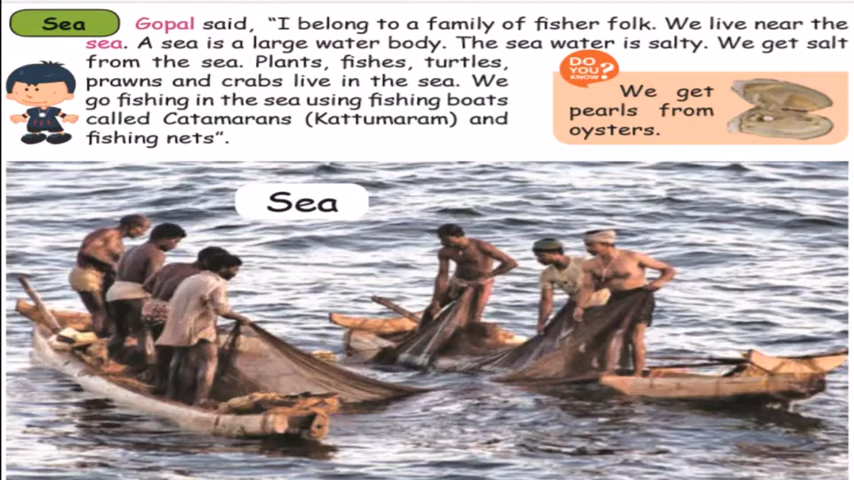 Sea
Gopal said, “I belong to a family of fisher folk. We live near the
sea. A sea is a large water body. The sea water is salty. We get salt
from the sea. Plants, fishes, turtles,
prawns and crabs live in the sea. We
go fishing in the sea using fishing boats
called Catamarans (Kattumaram) and
fishing nets”.
DO
YOU
KNOW?
We get
pearls from
oysters.
Sea